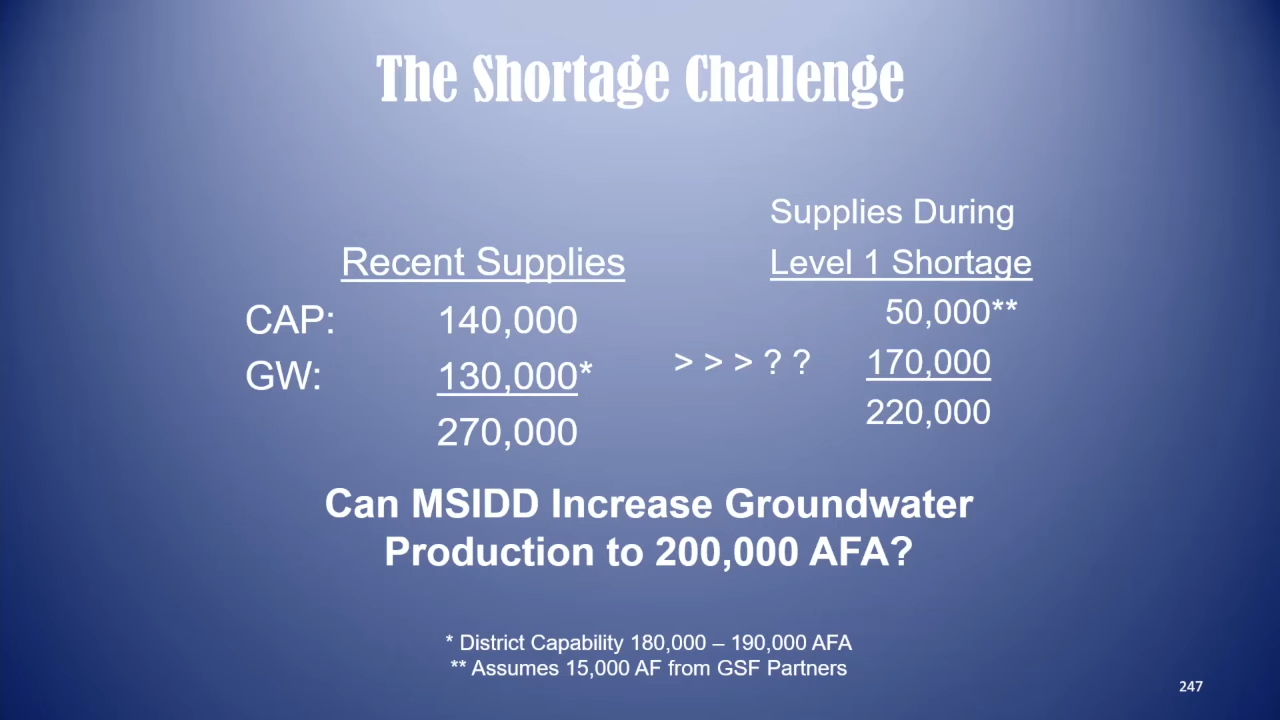 The Shortage Challenge
Supplies During
Recent Supplies Level 1 Shortage
CAP: 140,000 50,000**
GW: 130,000* > > > ? ? 170,000
270,000 220,000
Can MSIDD Increase Groundwater
Production to 200,000 AFA?
* District Capability 180,000 – 190,000 AFA
** Assumes 15,000 AF from GSF Partners
247